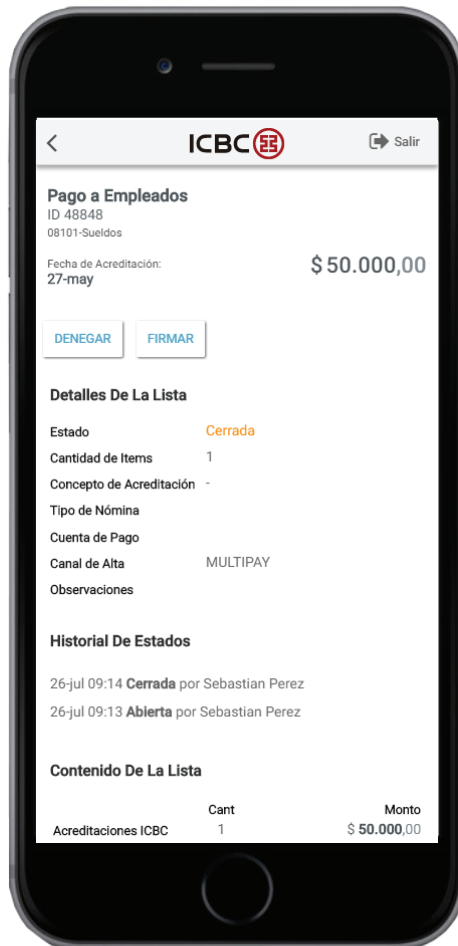 ICBC Salir
Pago a Empleados
ID 48848
08101-Sueldos
Fecha de Acreditación:
27-may
$ 50.000,00
DENEGAR FIRMAR
Detalles De La Lista
Estado Cerrada
Cantidad de Items 1
Concepto de Acreditación -
Tipo de Nómina
Cuenta de Pago
Canal de Alta MULTIPAY
Observaciones
Historial De Estados
26-jul 09:14 Cerrada por Sebastian Perez
26-jul 09:13 Abierta por Sebastian Perez
Contenido De La Lista
Cant Monto
Acreditaciones ICBC 1 $ 50.000,00